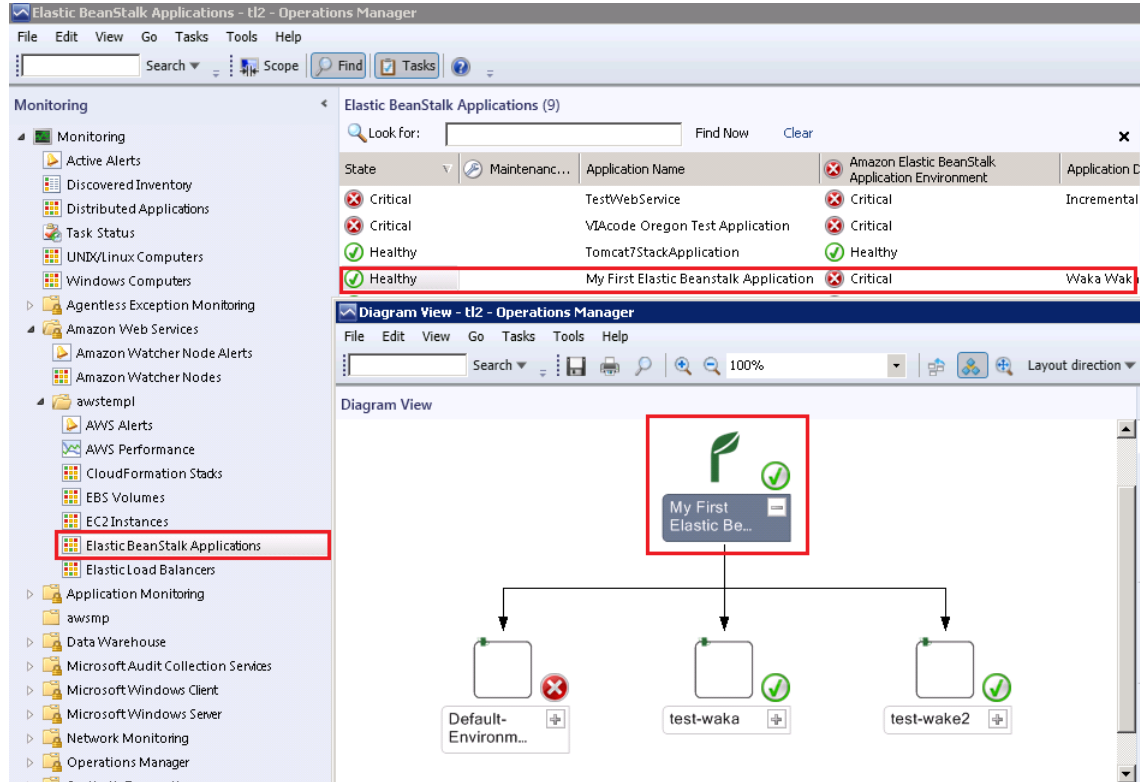 Elastic BeanStalk Applications - tl2 - Operations Manager
File Edit View Go Tasks Tools Help
Search Scope Find Tasks
Monitoring
Monitoring
Active Alerts
Discovered Inventory
Distributed Applications
Task Status
UNIX/Linux Computers
Windows Computers
Agentless Exception Monitoring
Amazon Web Services
Amazon Watcher Node Alerts
Amazon Watcher Nodes
awstempl
AWS Alerts
AWS Performance
CloudFormation Stacks
EBS Volumes
EC2 Instances
Elastic BeanStalk Applications
Elastic Load Balancers
Application Monitoring
awsmp
Data Warehouse
Microsoft Audit Collection Services
Microsoft Windows Client
Microsoft Windows Server
Network Monitoring
Operations Manager
Elastic BeanStalk Applications (9)
Look for: Find Now Clear
State Maintenanc... Application Name Amazon Elastic BeanStalk Application Environment Application D
Critical TestWebService Critical Incremental
Critical VIAcode Oregon Test Application Critical
Healthy Tomcat7StackApplication Healthy
Healthy My First Elastic Beanstalk Application Critical Waka Waka
Diagram View - tl2 - Operations Manager
File Edit View Go Tasks Tools Help
Search 100% Layout direction
Diagram View
My First
Elastic Be...
Default-
Environm...
test-waka
test-wake2